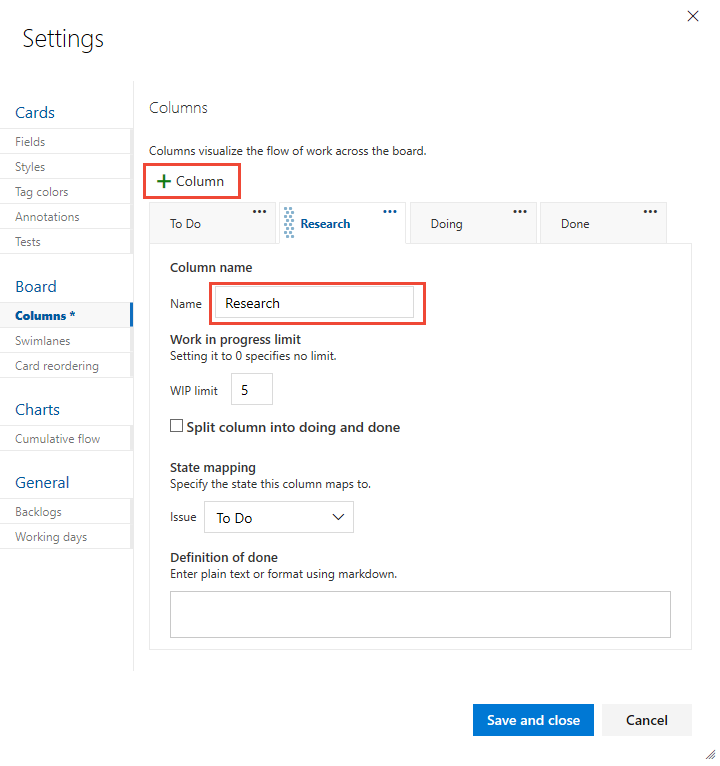 Settings
Cards
Fields
Styles
Tag colors
Annotations
Tests
Board
Columns *
Swimlanes
Card reordering
Charts
Cumulative flow
General
Backlogs
Working days
Columns
Columns visualize the flow of work across the board.
+ Column
To Do ... Research ... Doing ... Done ...
Column name
Name Research
Work in progress limit
Setting it to 0 specifies no limit.
WIP limit 5
Split column into doing and done
State mapping
Specify the state this column maps to.
Issue To Do
Definition of done
Enter plain text or format using markdown.
Save and close Cancel